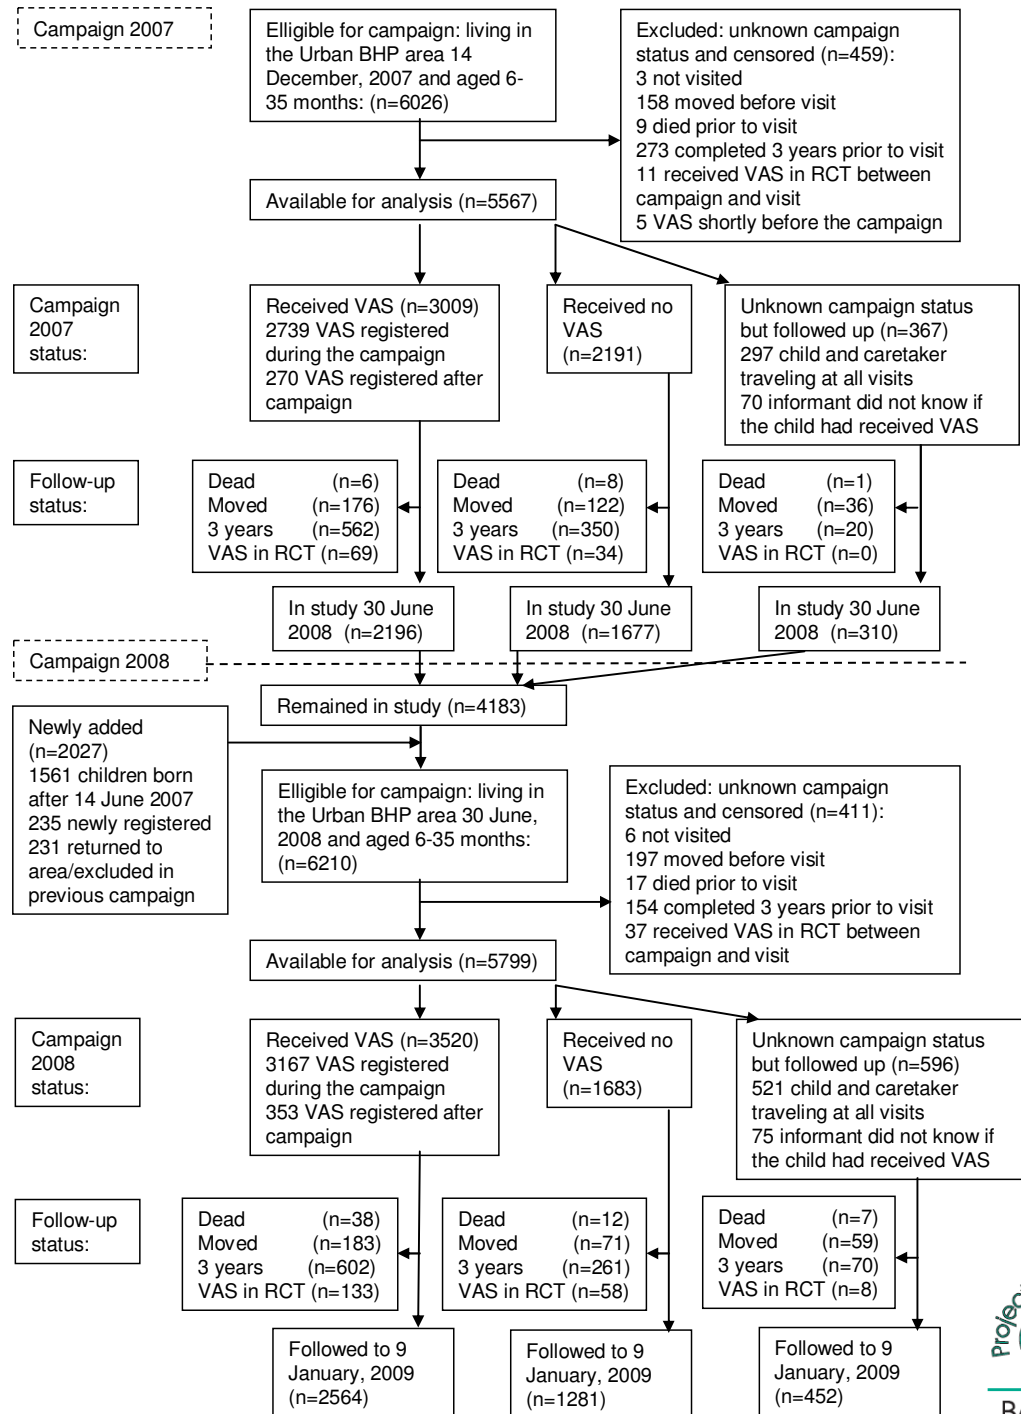 Campaign 2007
Elligible for campaign: living in
the Urban BHP area 14
December, 2007 and aged 6-
35 months: (n=6026)
Excluded: unknown campaign
status and censored (n=459):
3 not visited
158 moved before visit
9 died prior to visit
273 completed 3 years prior to visit
11 received VAS in RCT between
campaign and visit
5 VAS shortly before the campaign
Available for analysis (n=5567)
Campaign
2007
status:
Received VAS (n=3009)
2739 VAS registered
during the campaign
270 VAS registered after
campaign
Received no
VAS
(n=2191)
Unknown campaign status
but followed up (n=367)
297 child and caretaker
traveling at all visits
70 informant did not know if
the child had received VAS
Follow-up
status:
Dead (n=6)
Moved (n=176)
3 years (n=562)
VAS in RCT (n=69)
Dead (n=8)
Moved (n=122)
3 years (n=350)
VAS in RCT (n=34)
Dead (n=1)
Moved (n=36)
3 years (n=20)
VAS in RCT (n=0)
In study 30 June
2008 (n=2196)
In study 30 June
2008 (n=1677)
In study 30 June
2008 (n=310)
Campaign 2008
Remained in study (n=4183)
Newly added
(n=2027)
1561 children born
after 14 June 2007
235 newly registered
231 returned to
area/excluded in
previous campaign
Elligible for campaign: living in
the Urban BHP area 30 June,
2008 and aged 6-35 months:
(n=6210)
Excluded: unknown campaign
status and censored (n=411):
6 not visited
197 moved before visit
17 died prior to visit
154 completed 3 years prior to visit
37 received VAS in RCT between
campaign and visit
Available for analysis (n=5799)
Campaign
2008
status:
Received VAS (n=3520)
3167 VAS registered
during the campaign
353 VAS registered after
campaign
Received no
VAS
(n=1683)
Unknown campaign status
but followed up (n=596)
521 child and caretaker
traveling at all visits
75 informant did not know if
the child had received VAS
Follow-up
status:
Dead (n=38)
Moved (n=183)
3 years (n=602)
VAS in RCT (n=133)
Dead (n=12)
Moved (n=71)
3 years (n=261)
VAS in RCT (n=58)
Dead (n=7)
Moved (n=59)
3 years (n=70)
VAS in RCT (n=8)
Followed to 9
January, 2009
(n=2564)
Followed to 9
January, 2009
(n=1281)
Followed to 9
January, 2009
(n=452)